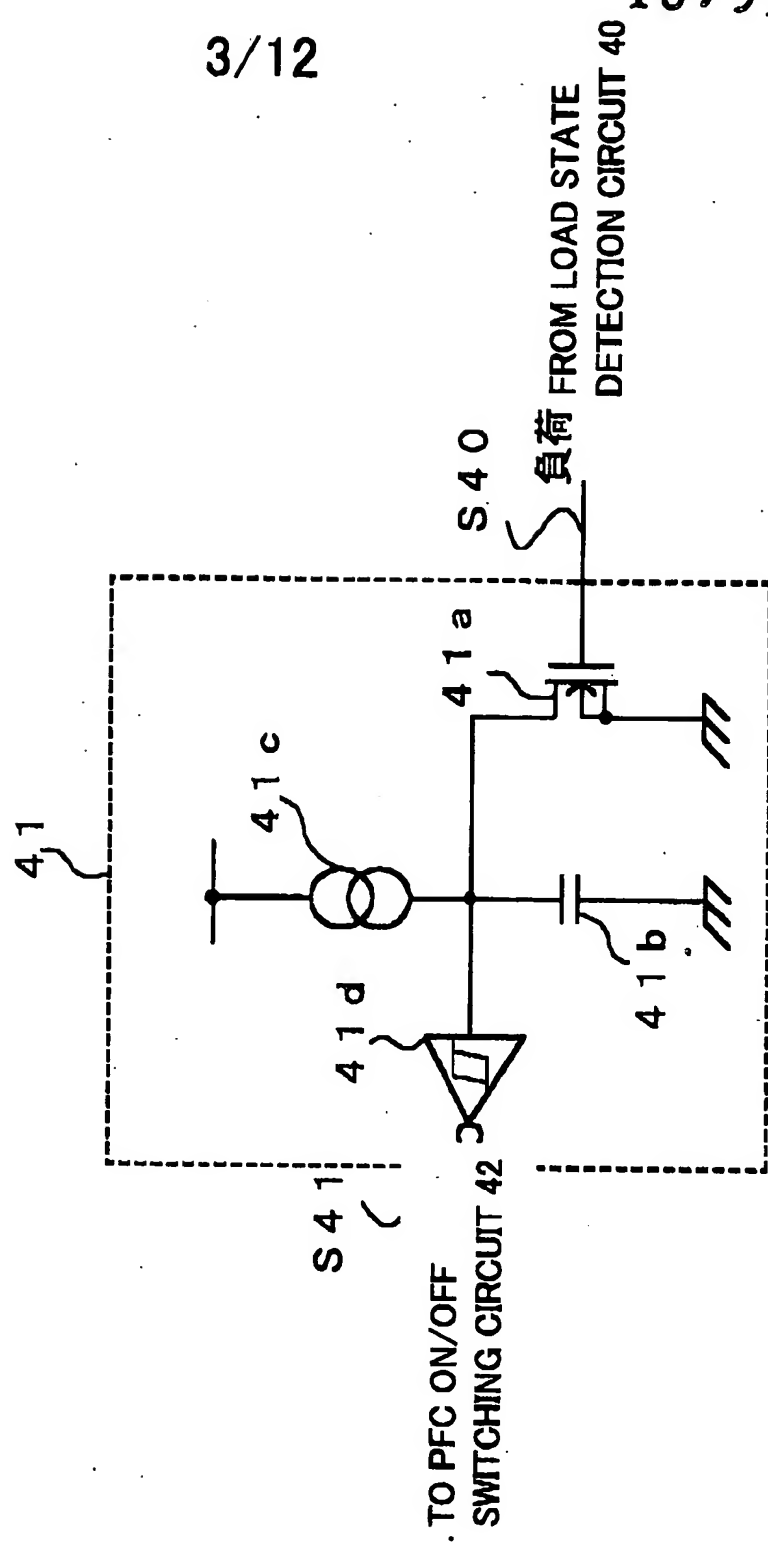 3/12
41
41c
41d
41b
41a
S40
負荷 FROM LOAD STATE
DETECTION CIRCUIT 40
S41
TO PFC ON/OFF
SWITCHING CIRCUIT 42